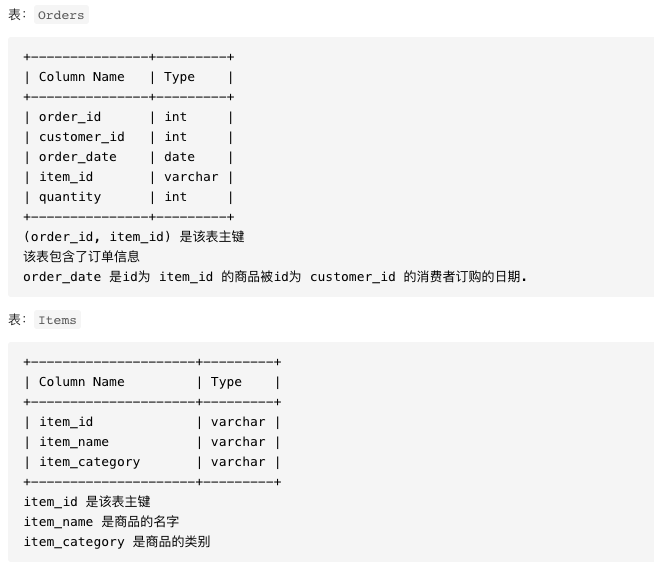 表: Orders
+---------------+---------+
| Column Name   | Type    |
+---------------+---------+
| order_id      | int     |
| customer_id   | int     |
| order_date    | date    |
| item_id       | varchar |
| quantity      | int     |
+---------------+---------+
(order_id, item_id) 是该表主键
该表包含了订单信息
order_date 是id为 item_id 的商品被id为 customer_id 的消费者订购的日期.
表: Items
+---------------------+---------+
| Column Name         | Type    |
+---------------------+---------+
| item_id             | varchar |
| item_name           | varchar |
| item_category       | varchar |
+---------------------+---------+
item_id 是该表主键
item_name 是商品的名字
item_category 是商品的类别